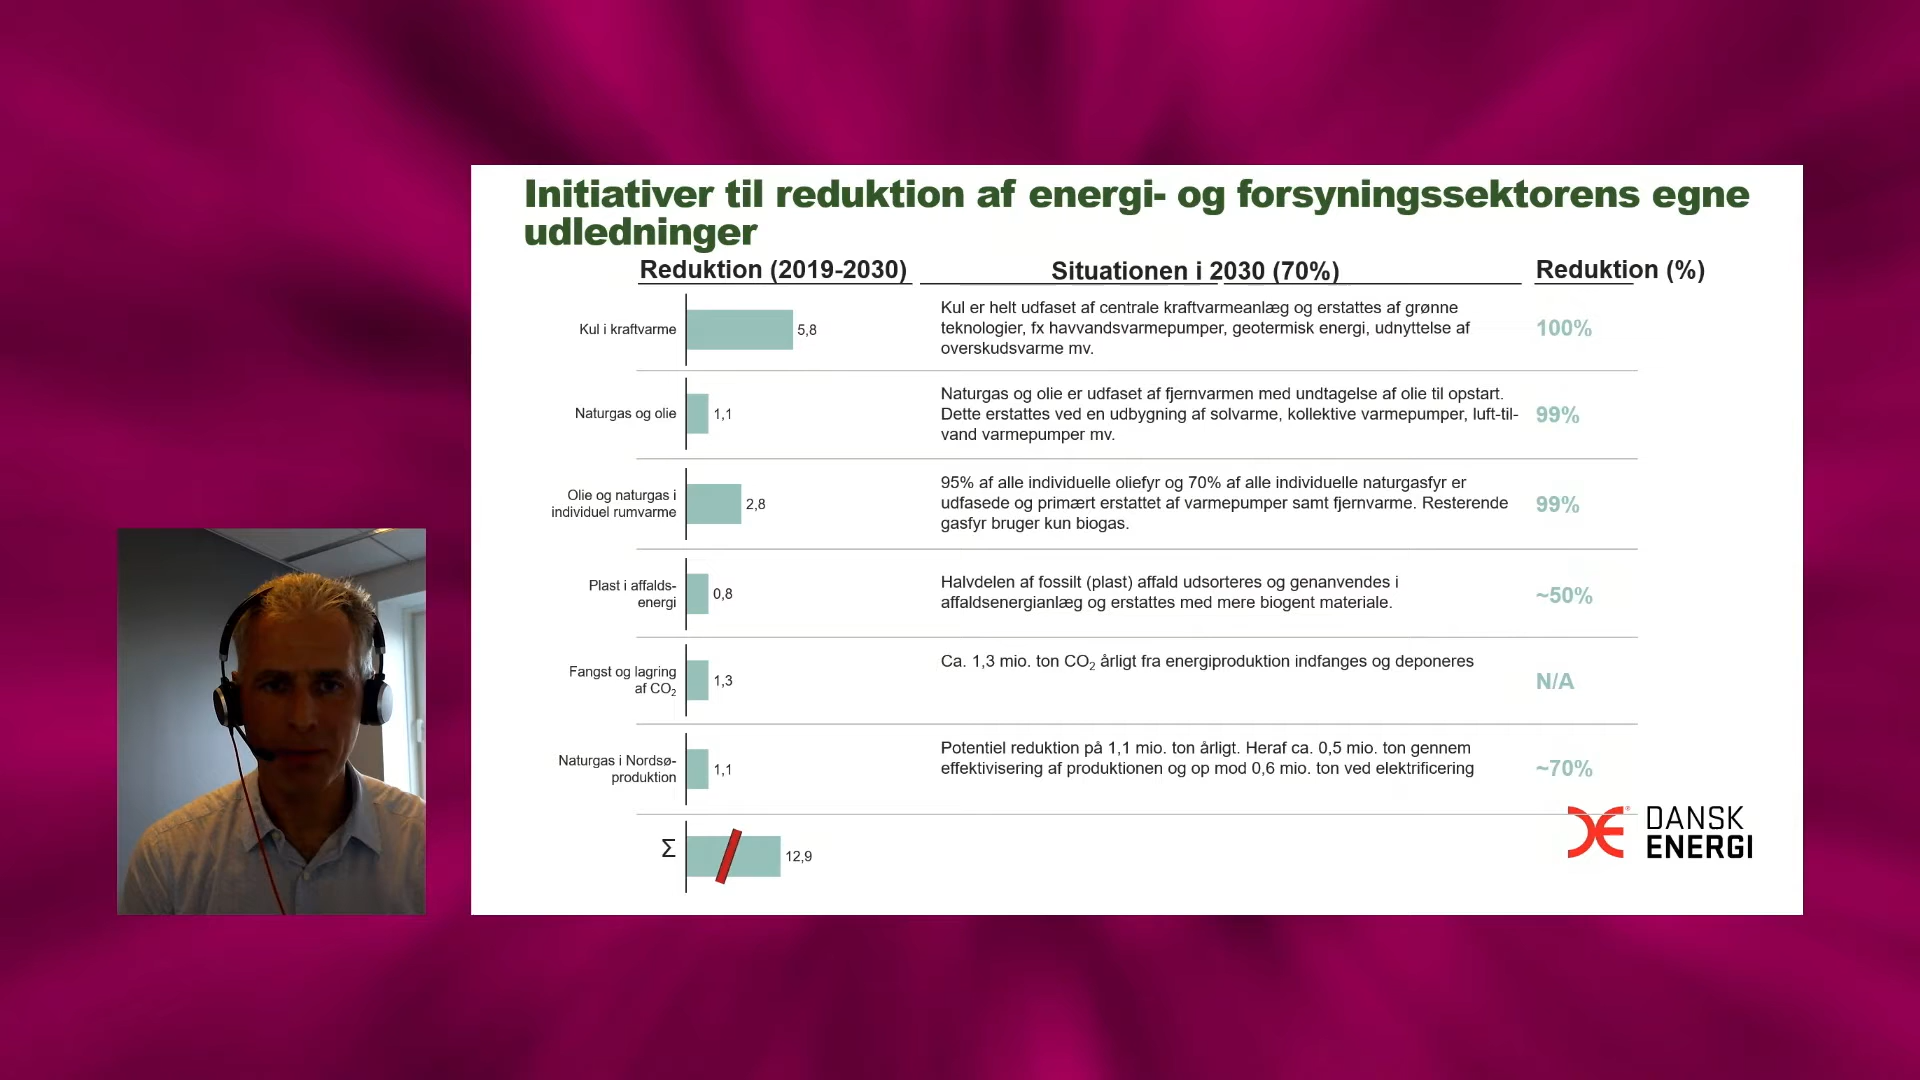 Initiativer til reduktion af energi- og forsyningssektorens egne
udledninger
Reduktion (2019-2030)
Situationen i 2030 (70%)
Reduktion (%)
Kul i kraftvarme
5,8
Kul er helt udfaset af centrale kraftvarmeanlæg og erstattes af grønne
teknologier, fx havvandsvarmepumper, geotermisk energi, udnyttelse af
overskudsvarme mv.
100%
Naturgas og olie
1,1
Naturgas og olie er udfaset af fjernvarmen med undtagelse af olie til opstart.
Dette erstattes ved en udbygning af solvarme, kollektive varmepumper, luft-til-
vand varmepumper mv.
99%
Olie og naturgas i
individuel rumvarme
2,8
95% af alle individuelle oliefyr og 70% af alle individuelle naturgasfyr er
udfasede og primært erstattet af varmepumper samt fjernvarme. Resterende
gasfyr bruger kun biogas.
99%
Plast i affalds-
energi
0,8
Halvdelen af fossilt (plast) affald udsorteres og genanvendes i
affaldsenergianlæg og erstattes med mere biogent materiale.
~50%
Fangst og lagring
af CO₂
1,3
Ca. 1,3 mio. ton CO₂ årligt fra energiproduktion indfanges og deponeres
N/A
Naturgas i Nordsø-
produktion
1,1
Potentiel reduktion på 1,1 mio. ton årligt. Heraf ca. 0,5 mio. ton gennem
effektivisering af produktionen og op mod 0,6 mio. ton ved elektrificering
~70%
Σ
12,9
DANSK
ENERGI